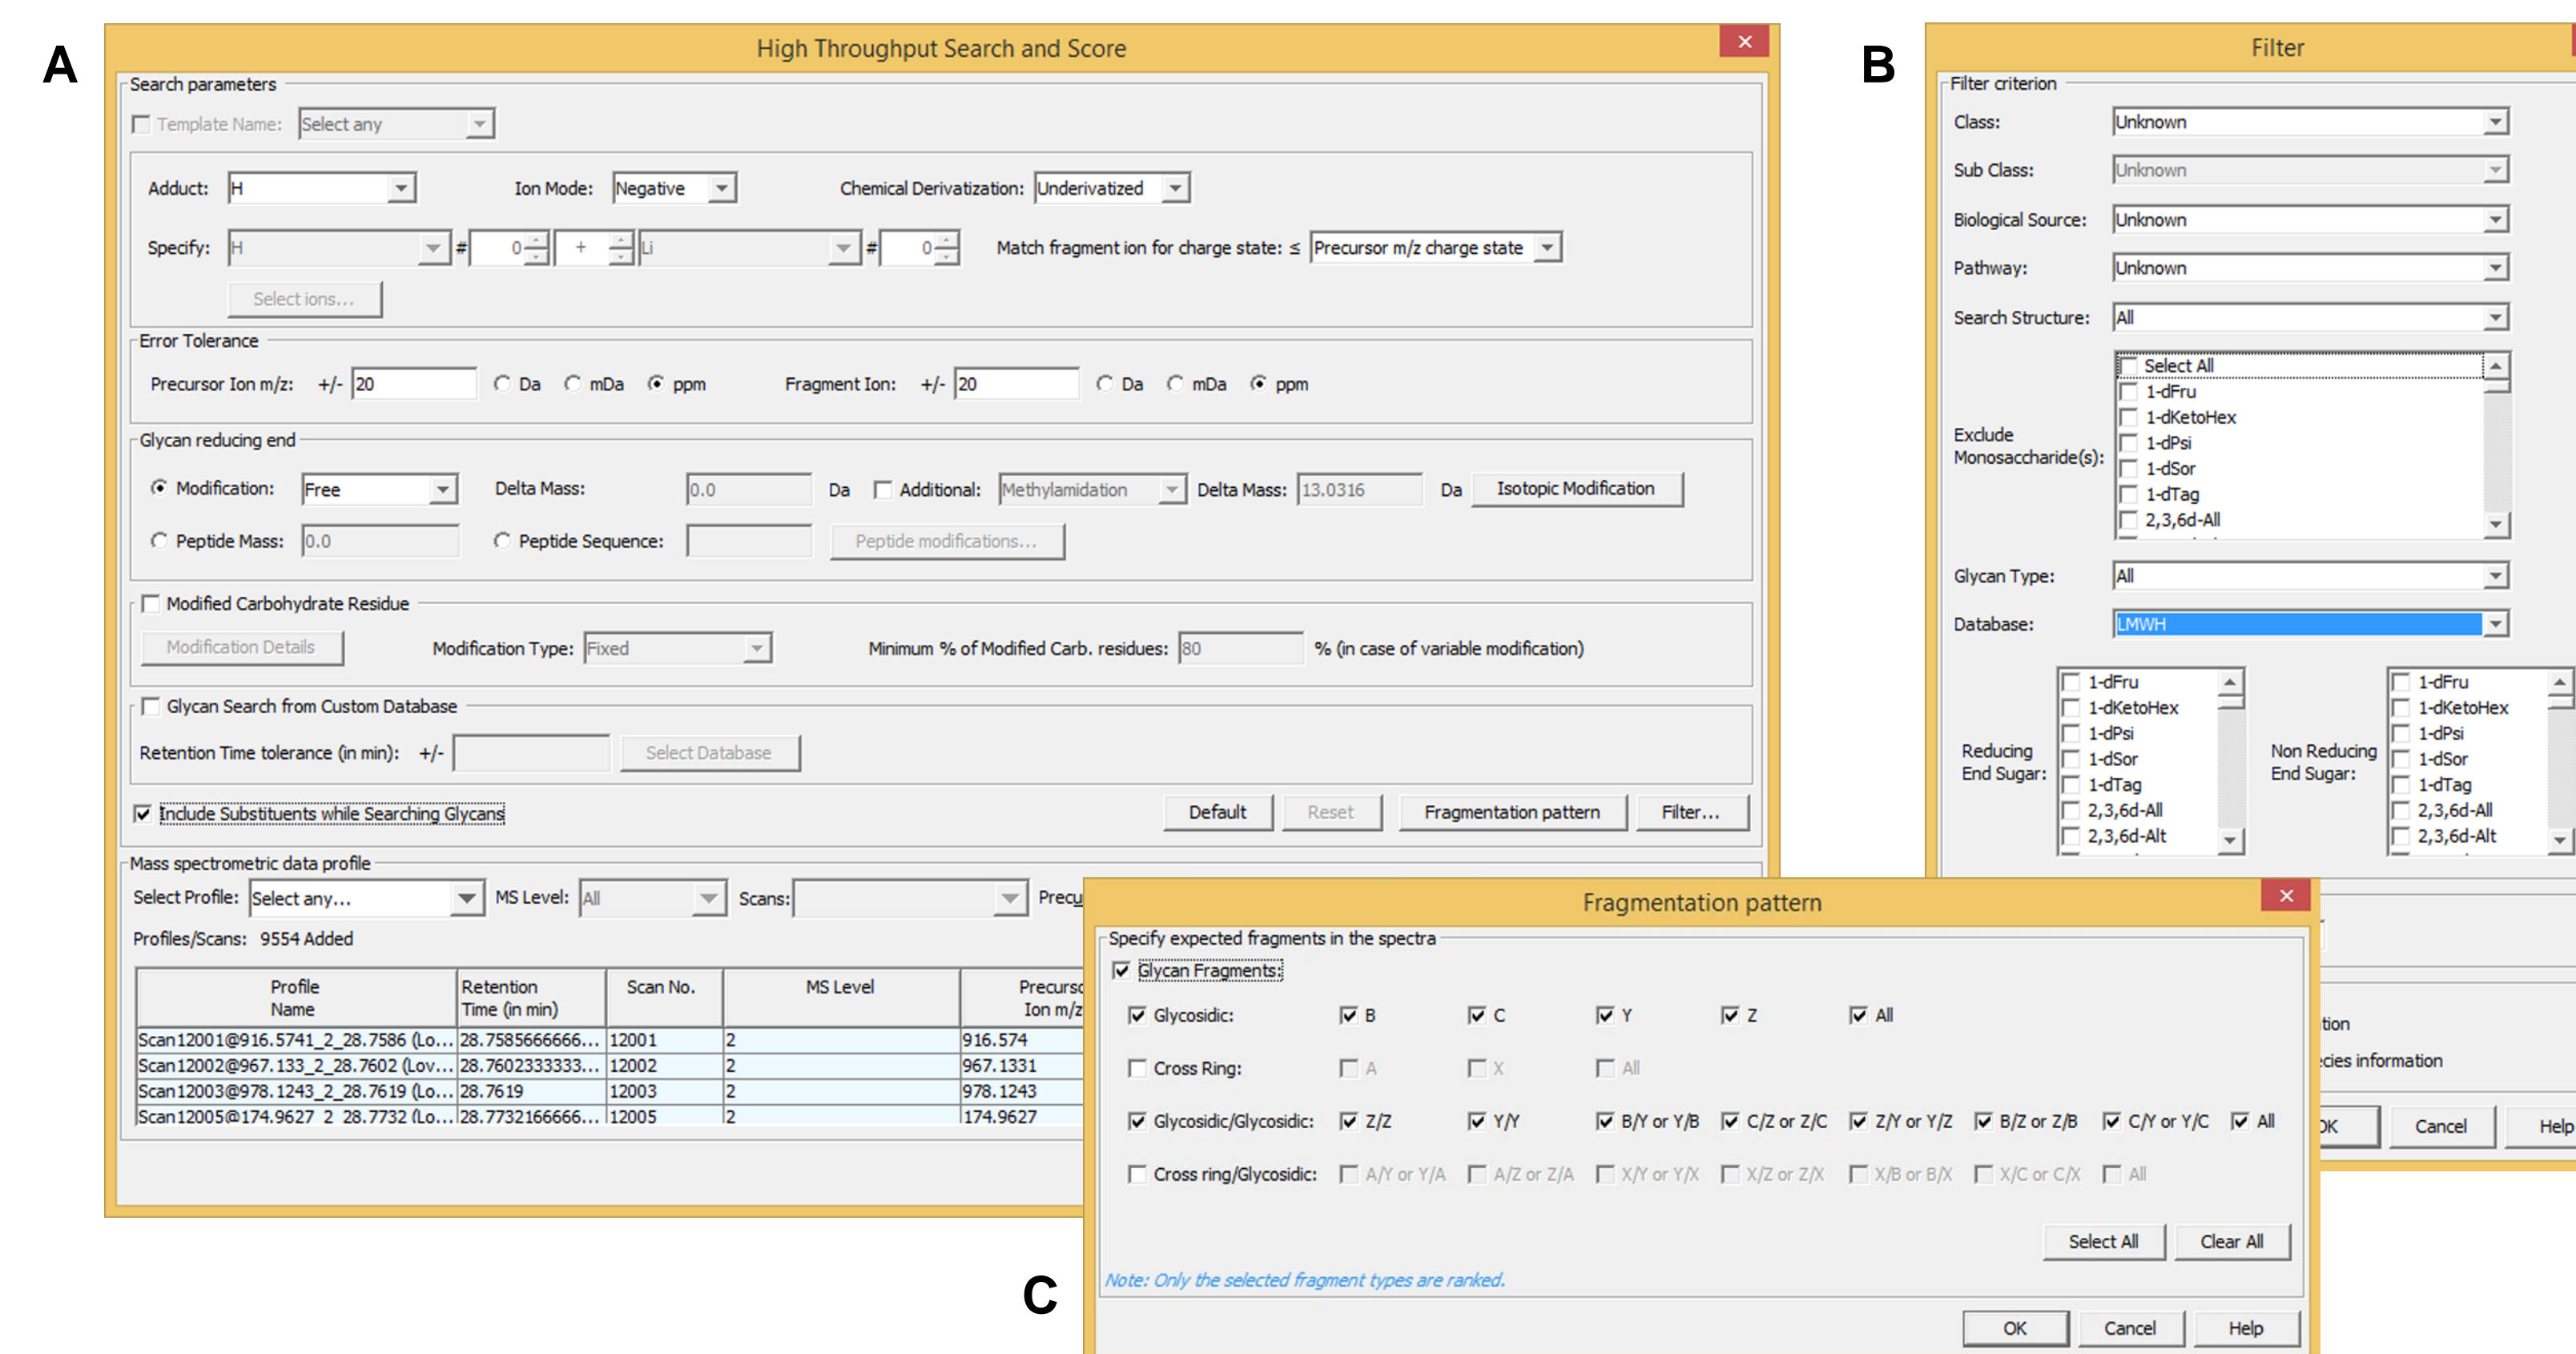 A
High Throughput Search and Score
Search parameters
Template Name: Select any
Adduct: H Ion Mode: Negative Chemical Derivatization: Underivatized
Specify: H # 0 + Li # 0 Match fragment ion for charge state: ≤ Precursor m/z charge state
Select ions...
Error Tolerance
Precursor Ion m/z: +/- 20 Da mDa ppm Fragment Ion: +/- 20 Da mDa ppm
Glycan reducing end
Modification: Free Delta Mass: 0.0 Da Additional: Methylamidation Delta Mass: 13.0316 Da Isotopic Modification
Peptide Mass: 0.0 Peptide Sequence: Peptide modifications...
Modified Carbohydrate Residue
Modification Details Modification Type: Fixed Minimum % of Modified Carb. residues: 80 % (in case of variable modification)
Glycan Search from Custom Database
Retention Time tolerance (in min): +/- Select Database
Include Substituents while Searching Glycans Default Reset Fragmentation pattern Filter...
Mass spectrometric data profile
Select Profile: Select any... MS Level: All Scans: Precu
Profiles/Scans: 9554 Added
Profile Name Retention Time (in min) Scan No. MS Level Precurso Ion m/z
Scan12001@916.5741_2_28.7586 (Lo... 28.7585666666... 12001 2 916.574
Scan12002@967.133_2_28.7602 (Lov... 28.7602333333... 12002 2 967.1331
Scan12003@978.1243_2_28.7619 (Lo... 28.7619 12003 2 978.1243
Scan12005@174.9627_2_28.7732 (Lo... 28.7732166666... 12005 2 174.9627
B
Filter
Filter criterion
Class: Unknown
Sub Class: Unknown
Biological Source: Unknown
Pathway: Unknown
Search Structure: All
Exclude Monosaccharide(s):
Select All
1-dFru
1-dKetoHex
1-dPsi
1-dSor
1-dTag
2,3,6d-All
Glycan Type: All
Database: LMWH
Reducing End Sugar:
1-dFru
1-dKetoHex
1-dPsi
1-dSor
1-dTag
2,3,6d-All
2,3,6d-Alt
Non Reducing End Sugar:
1-dFru
1-dKetoHex
1-dPsi
1-dSor
1-dTag
2,3,6d-All
2,3,6d-Alt
tion
cies information
OK Cancel Help
C
Fragmentation pattern
Specify expected fragments in the spectra
Glycan Fragments:
Glycosidic: B C Y Z All
Cross Ring: A X All
Glycosidic/Glycosidic: Z/Z Y/Y B/Y or Y/B C/Z or Z/C Z/Y or Y/Z B/Z or Z/B C/Y or Y/C All
Cross ring/Glycosidic: A/Y or Y/A A/Z or Z/A X/Y or Y/X X/Z or Z/X X/B or B/X X/C or C/X All
Select All Clear All
Note: Only the selected fragment types are ranked.
OK Cancel Help